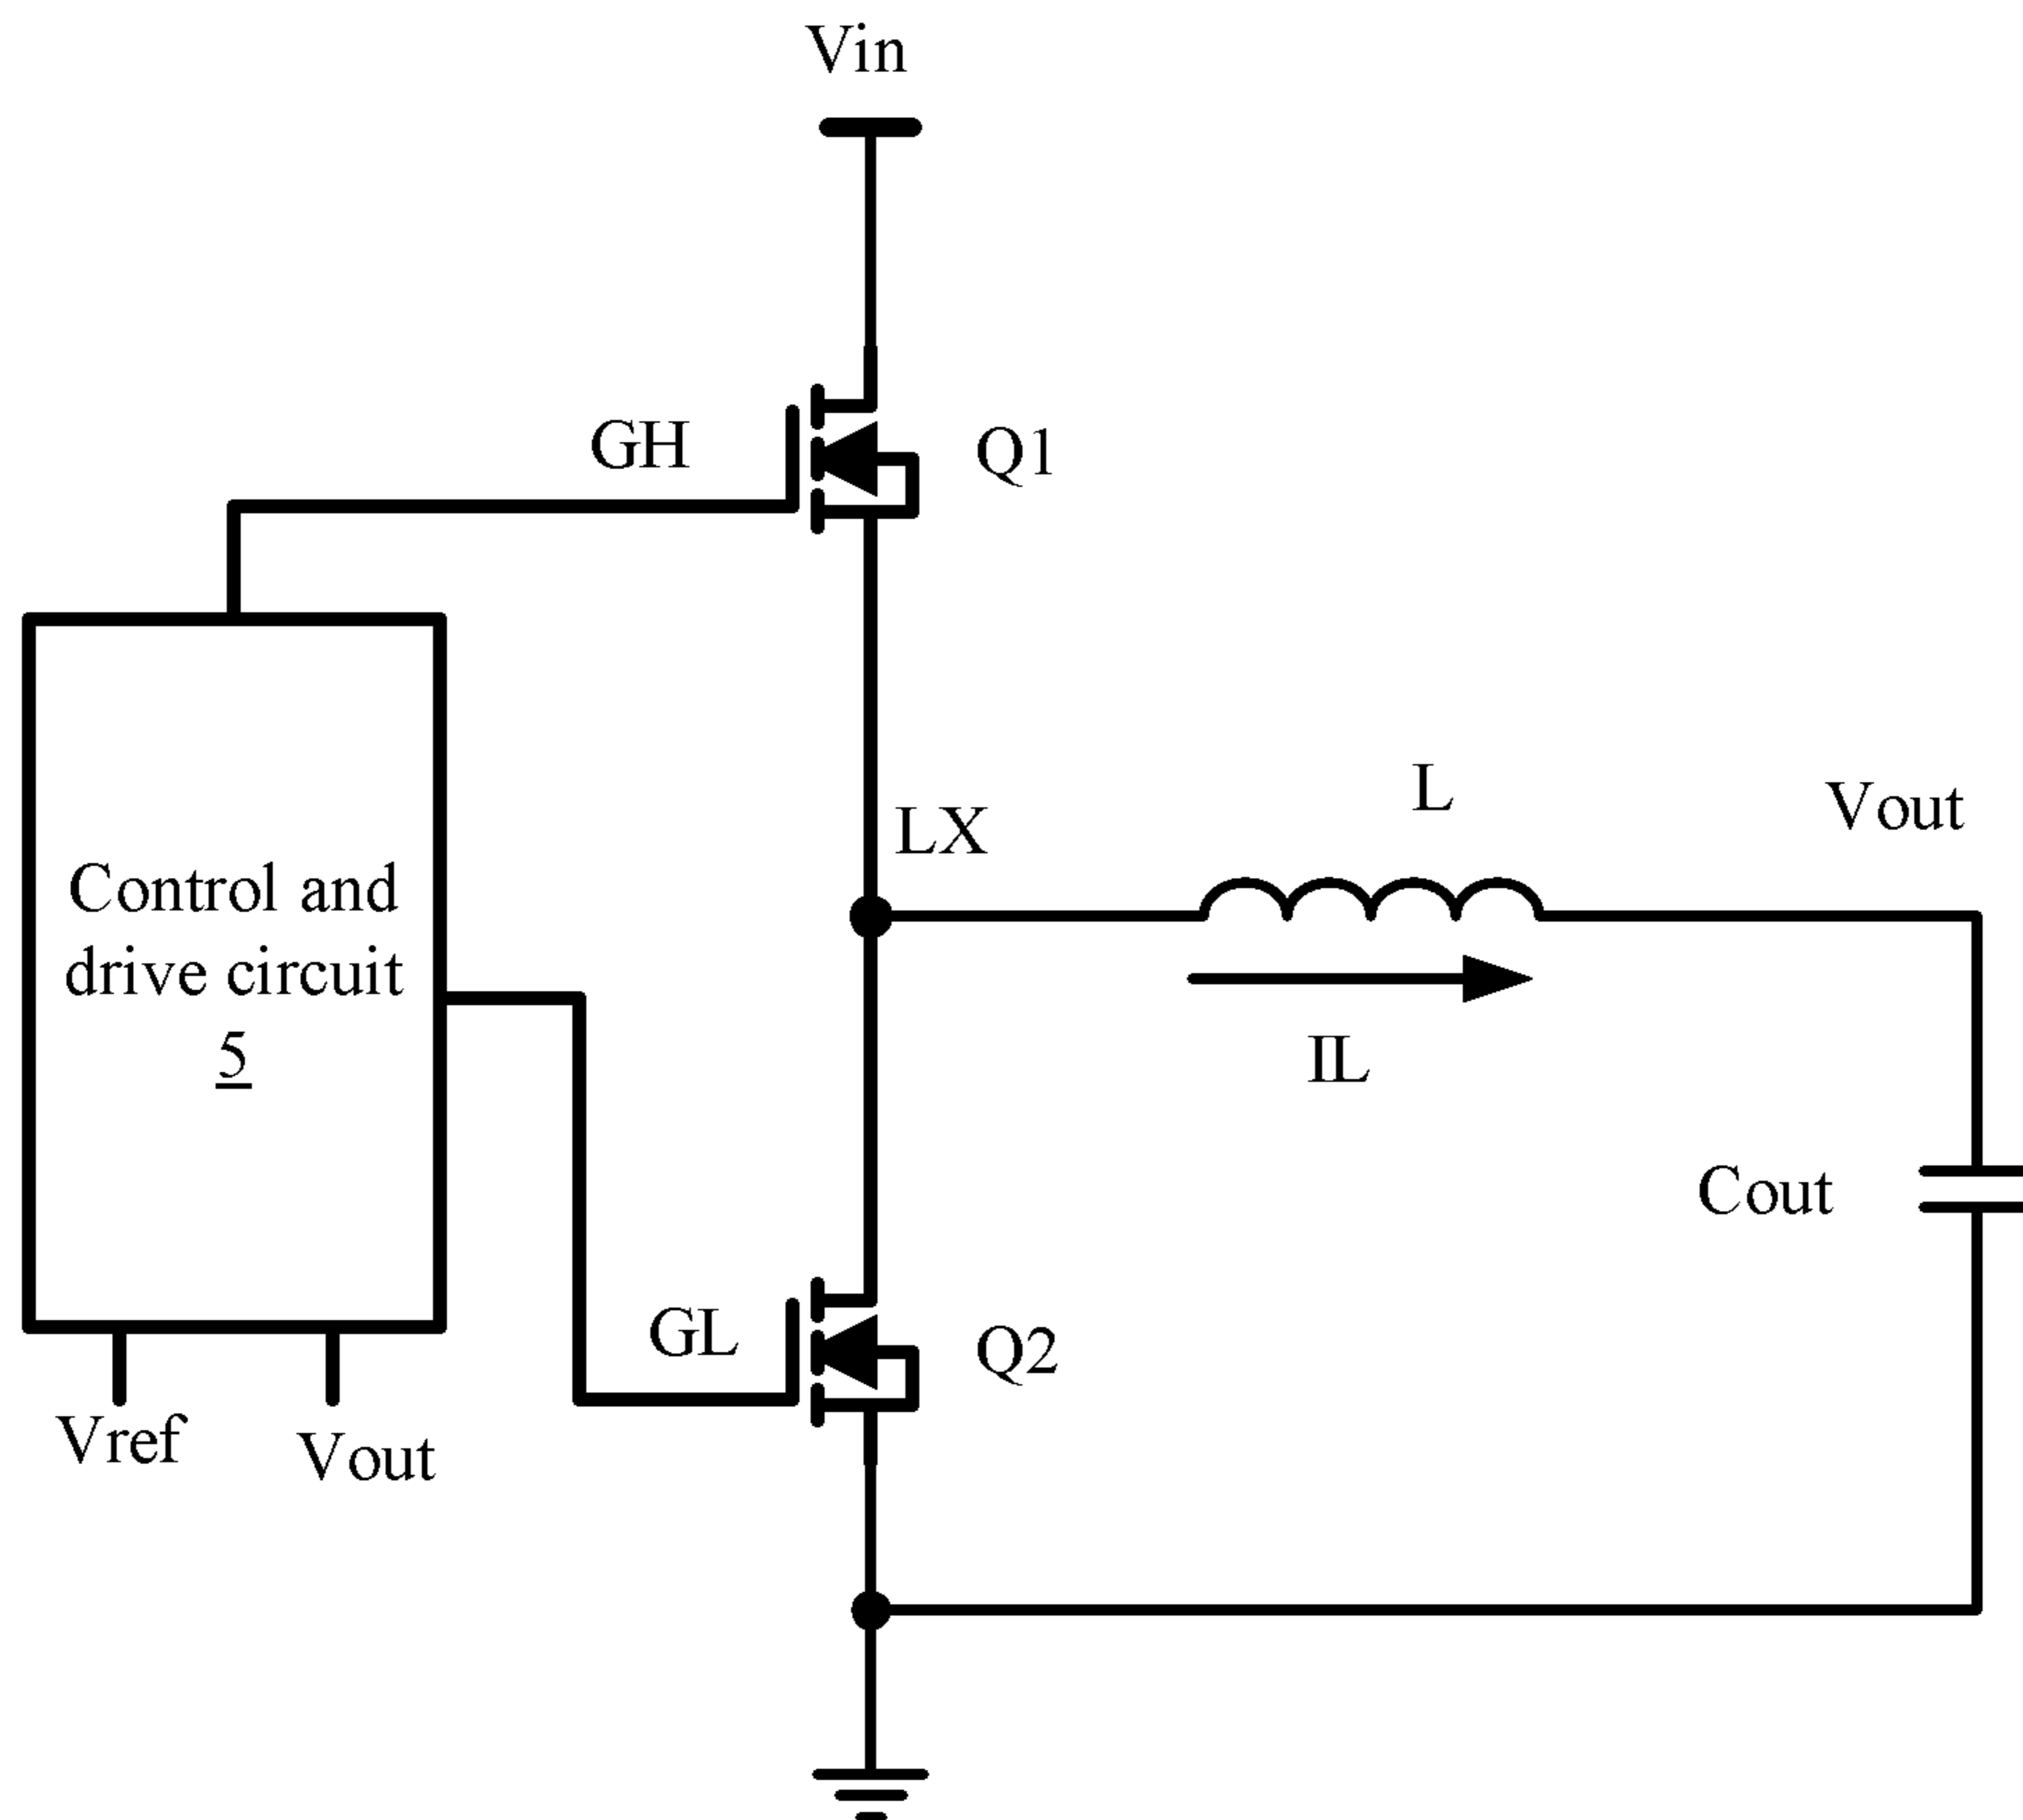 Vin
GH
Q1
LX
L
Vout
Control and
drive circuit
5
IL
Cout
GL
Q2
Vref
Vout